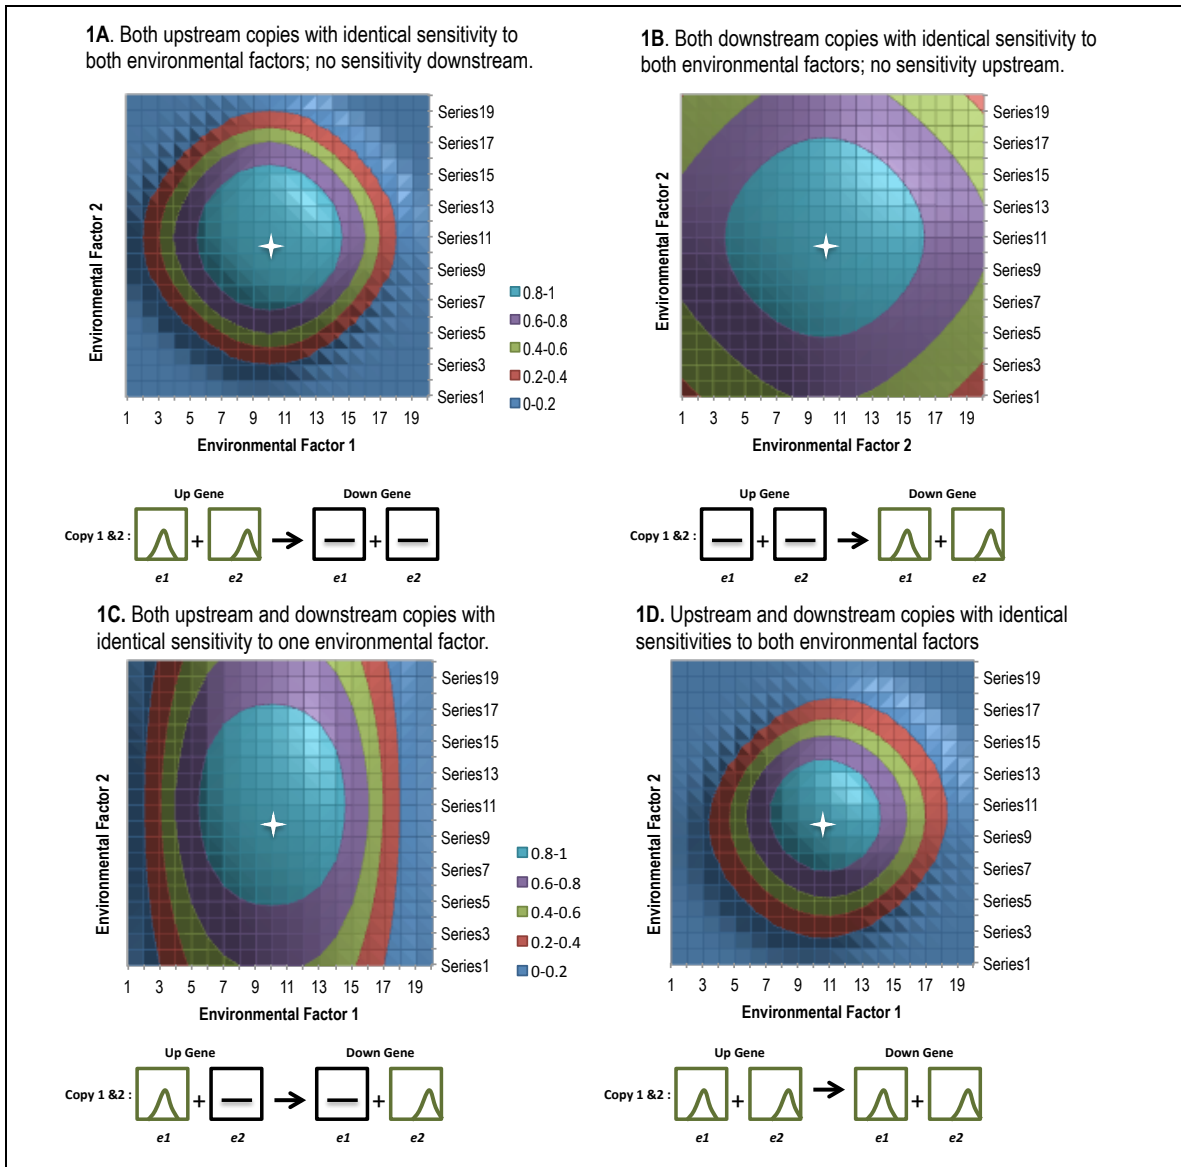 1A. Both upstream copies with identical sensitivity to
both environmental factors; no sensitivity downstream.
Environmental Factor 2
Series19
Series17
Series15
Series13
Series11
Series9
Series7
Series5
Series3
Series1
1 3 5 7 9 11 13 15 17 19
Environmental Factor 1
0.8-1
0.6-0.8
0.4-0.6
0.2-0.4
0-0.2
Up Gene Down Gene
Copy 1 &2 : + +
e1 e2 e1 e2
1B. Both downstream copies with identical sensitivity to
both environmental factors; no sensitivity upstream.
Environmental Factor 2
Series19
Series17
Series15
Series13
Series11
Series9
Series7
Series5
Series3
Series1
1 3 5 7 9 11 13 15 17 19
Environmental Factor 2
Up Gene Down Gene
Copy 1 &2 : + +
e1 e2 e1 e2
1C. Both upstream and downstream copies with
identical sensitivity to one environmental factor.
Environmental Factor 2
Series19
Series17
Series15
Series13
Series11
Series9
Series7
Series5
Series3
Series1
1 3 5 7 9 11 13 15 17 19
Environmental Factor 1
0.8-1
0.6-0.8
0.4-0.6
0.2-0.4
0-0.2
Up Gene Down Gene
Copy 1 &2 : + +
e1 e2 e1 e2
1D. Upstream and downstream copies with identical
sensitivities to both environmental factors
Environmental Factor 2
Series19
Series17
Series15
Series13
Series11
Series9
Series7
Series5
Series3
Series1
1 3 5 7 9 11 13 15 17 19
Environmental Factor 1
Up Gene Down Gene
Copy 1 &2 : + +
e1 e2 e1 e2